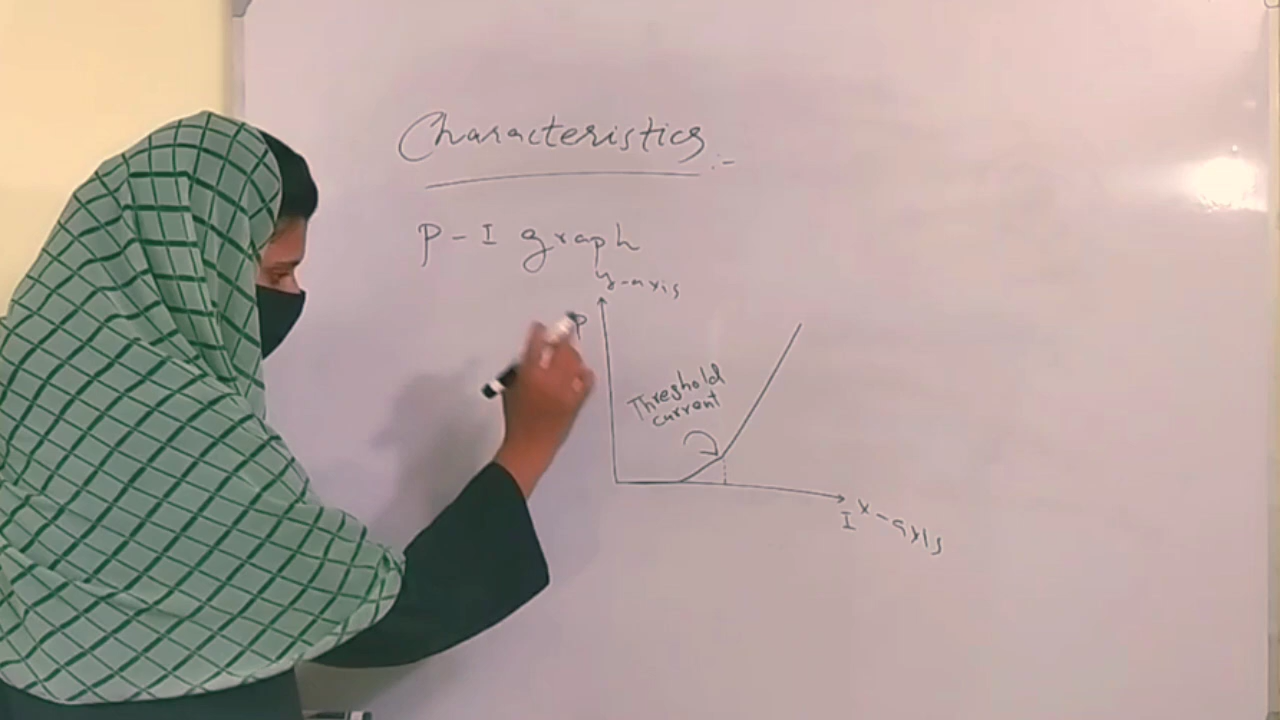 Characteristics :-
P - I graph
y-axis
P
Threshold
current
I x-axis